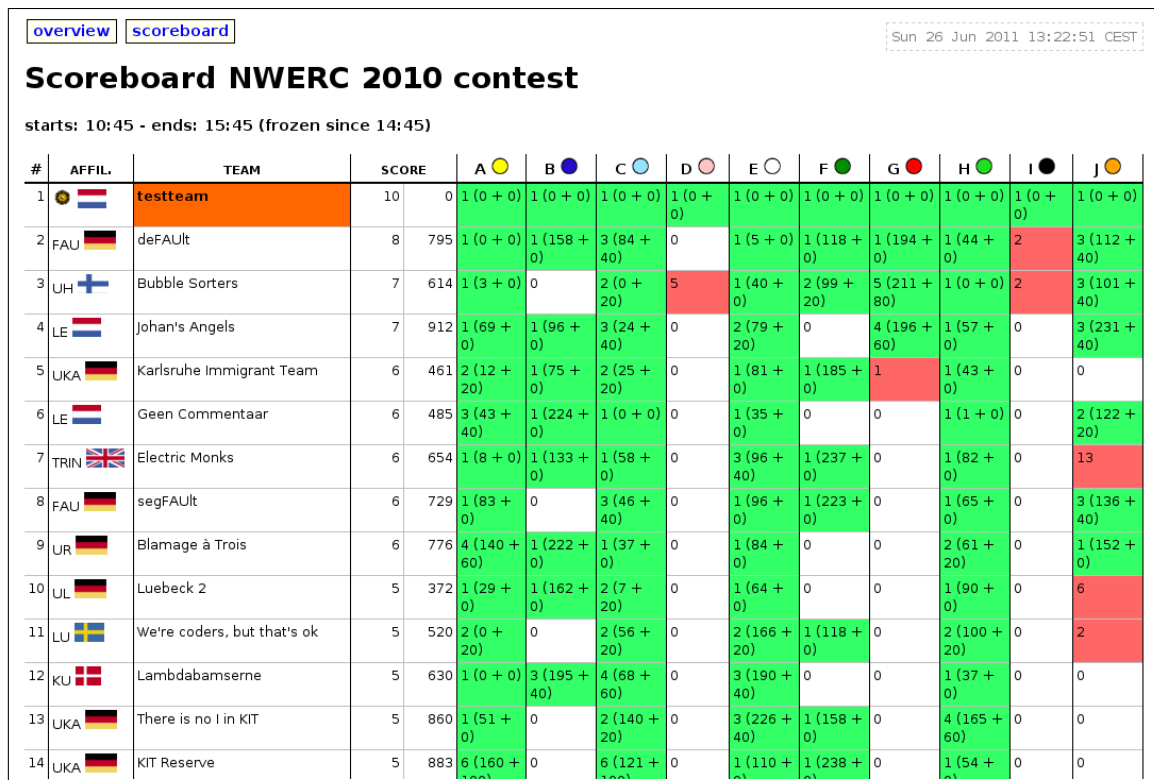 overview scoreboard
Sun 26 Jun 2011 13:22:51 CEST
Scoreboard NWERC 2010 contest
starts: 10:45 - ends: 15:45 (frozen since 14:45)
# AFFIL. TEAM SCORE A B C D E F G H I J
1 testteam 10 0 1 (0 + 0) 1 (0 + 0) 1 (0 + 0) 1 (0 + 1 (0 + 0) 1 (0 + 0) 1 (0 + 0) 1 (0 + 0) 1 (0 + 1 (0 + 0)
0) 0)
2 FAU deFAUlt 8 795 1 (0 + 0) 1 (158 + 3 (84 + 0 1 (5 + 0) 1 (118 + 1 (194 + 1 (44 + 2 3 (112 +
0) 40) 0) 0) 0) 40)
3 UH Bubble Sorters 7 614 1 (3 + 0) 0 2 (0 + 5 1 (40 + 2 (99 + 5 (211 + 1 (0 + 0) 2 3 (101 +
20) 0) 20) 80) 40)
4 LE Johan's Angels 7 912 1 (69 + 1 (96 + 3 (24 + 0 2 (79 + 0 4 (196 + 1 (57 + 0 3 (231 +
0) 0) 40) 20) 60) 0) 40)
5 UKA Karlsruhe Immigrant Team 6 461 2 (12 + 1 (75 + 2 (25 + 0 1 (81 + 1 (185 + 1 1 (43 + 0 0
20) 0) 20) 0) 0) 0)
6 LE Geen Commentaar 6 485 3 (43 + 1 (224 + 1 (0 + 0) 0 1 (35 + 0 0 1 (1 + 0) 0 2 (122 +
40) 0) 0) 20)
7 TRIN Electric Monks 6 654 1 (8 + 0) 1 (133 + 1 (58 + 0 3 (96 + 1 (237 + 0 1 (82 + 0 13
0) 0) 40) 0) 0)
8 FAU segFAUlt 6 729 1 (83 + 0 3 (46 + 0 1 (96 + 1 (223 + 0 1 (65 + 0 3 (136 +
0) 40) 0) 0) 0) 40)
9 UR Blamage à Trois 6 776 4 (140 + 1 (222 + 1 (37 + 0 1 (84 + 0 0 2 (61 + 0 1 (152 +
60) 0) 0) 0) 20) 0)
10 UL Luebeck 2 5 372 1 (29 + 1 (162 + 2 (7 + 0 1 (64 + 0 0 1 (90 + 0 6
0) 0) 20) 0) 0)
11 LU We're coders, but that's ok 5 520 2 (0 + 0 2 (56 + 0 2 (166 + 1 (118 + 0 2 (100 + 0 2
20) 20) 20) 0) 20)
12 KU Lambdabamserne 5 630 1 (0 + 0) 3 (195 + 4 (68 + 0 3 (190 + 0 0 1 (37 + 0 0
40) 60) 40) 0)
13 UKA There is no I in KIT 5 860 1 (51 + 0 2 (140 + 0 3 (226 + 1 (158 + 0 4 (165 + 0 0
0) 20) 40) 0) 60)
14 UKA KIT Reserve 5 883 6 (160 + 0 6 (121 + 0 1 (110 + 1 (238 + 0 1 (54 + 0 0